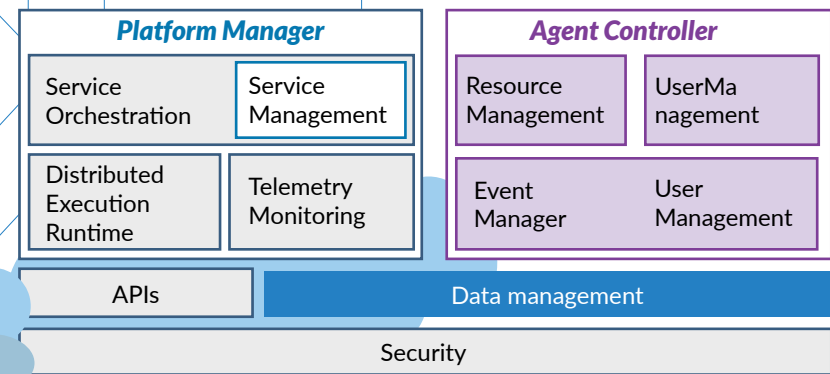 Platform Manager
Agent Controller
Service
Orchestration
Service
Management
Resource
Management
UserMa
nagement
Distributed
Execution
Runtime
Telemetry
Monitoring
Event
Manager
User
Management
APIs
Data management
Security